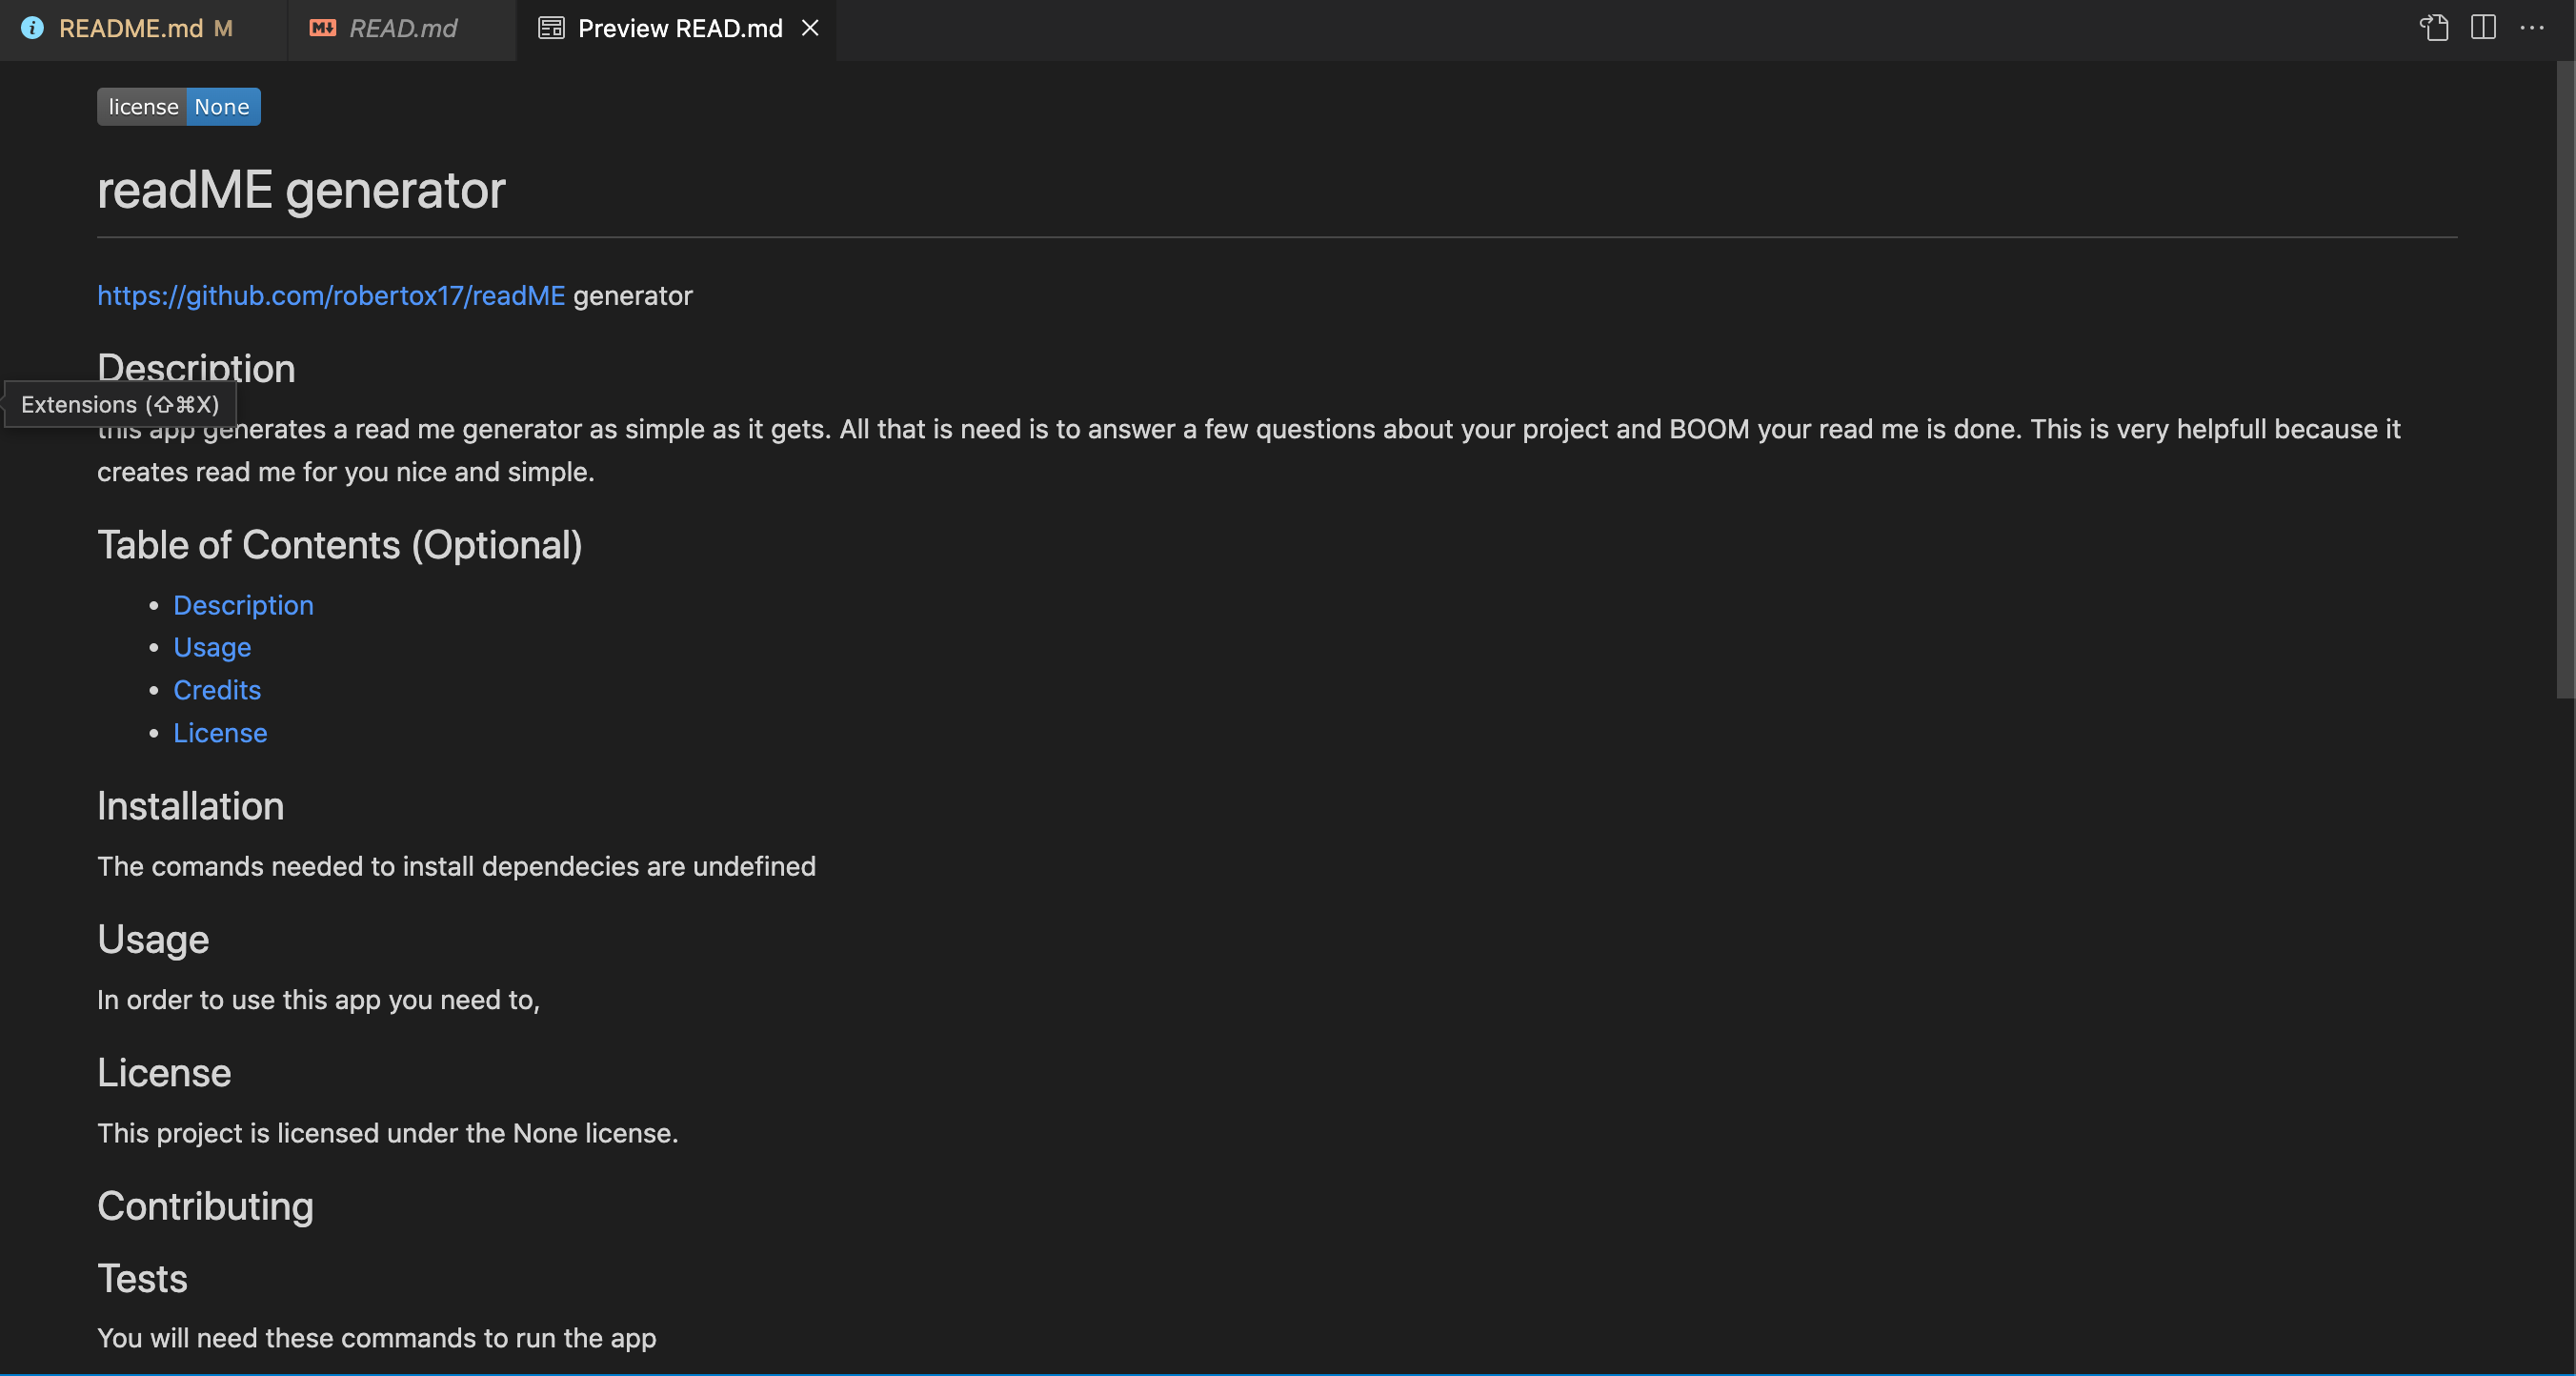 README.md M
READ.md
Preview READ.md
license None
readME generator
https://github.com/robertox17/readME generator
Description
Extensions (⇧⌘X)
this app generates a read me generator as simple as it gets. All that is need is to answer a few questions about your project and BOOM your read me is done. This is very helpfull because it
creates read me for you nice and simple.
Table of Contents (Optional)
• Description
• Usage
• Credits
• License
Installation
The comands needed to install dependecies are undefined
Usage
In order to use this app you need to,
License
This project is licensed under the None license.
Contributing
Tests
You will need these commands to run the app